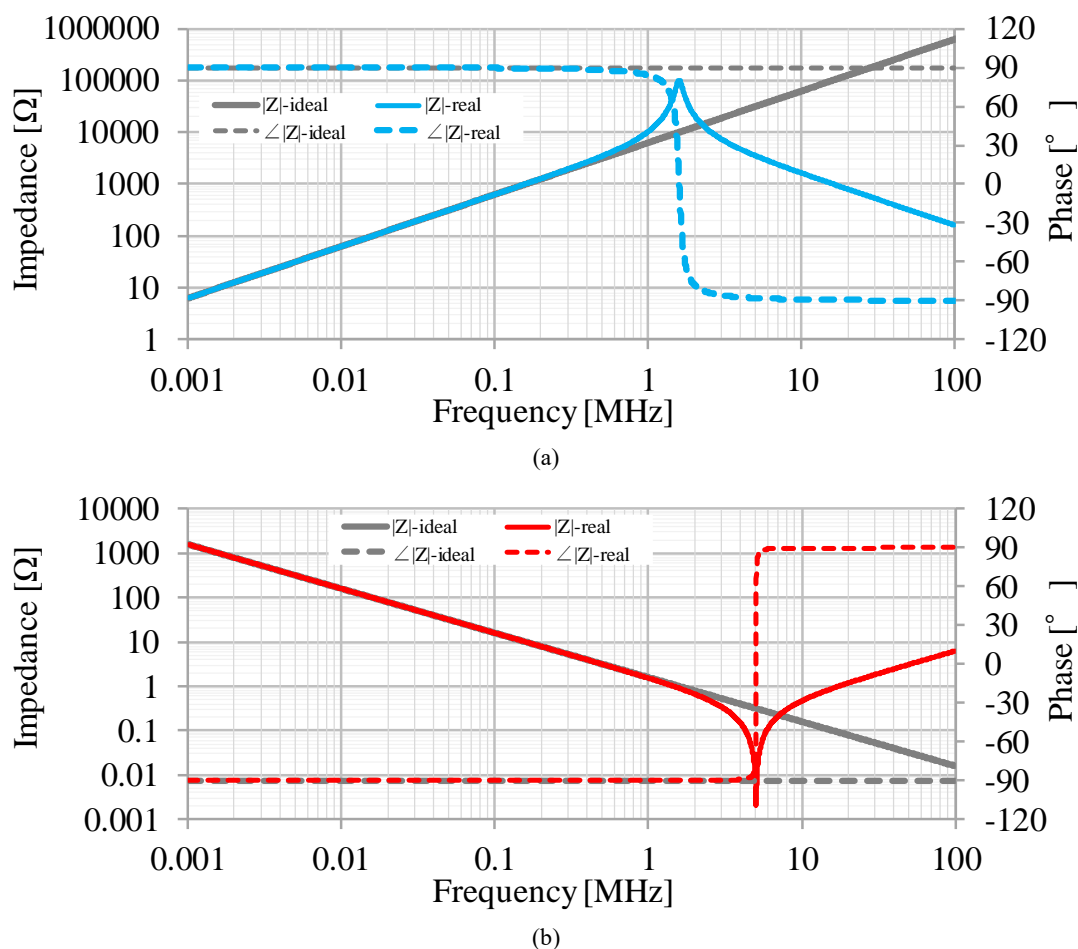 1000000
100000
10000
1000
100
10
1
Impedance [Ω]
120
90
60
30
0
-30
-60
-90
-120
Phase [°
|Z|-ideal
|Z|-real
∠|Z|-ideal
∠|Z|-real
0.001
0.01
0.1
1
10
100
Frequency [MHz]
(a)
10000
1000
100
10
1
0.1
0.01
0.001
Impedance [Ω]
120
90
60
30
0
-30
-60
-90
-120
Phase [° ]
|Z|-ideal
|Z|-real
∠|Z|-ideal
∠|Z|-real
0.001
0.01
0.1
1
10
100
Frequency [MHz]
(b)